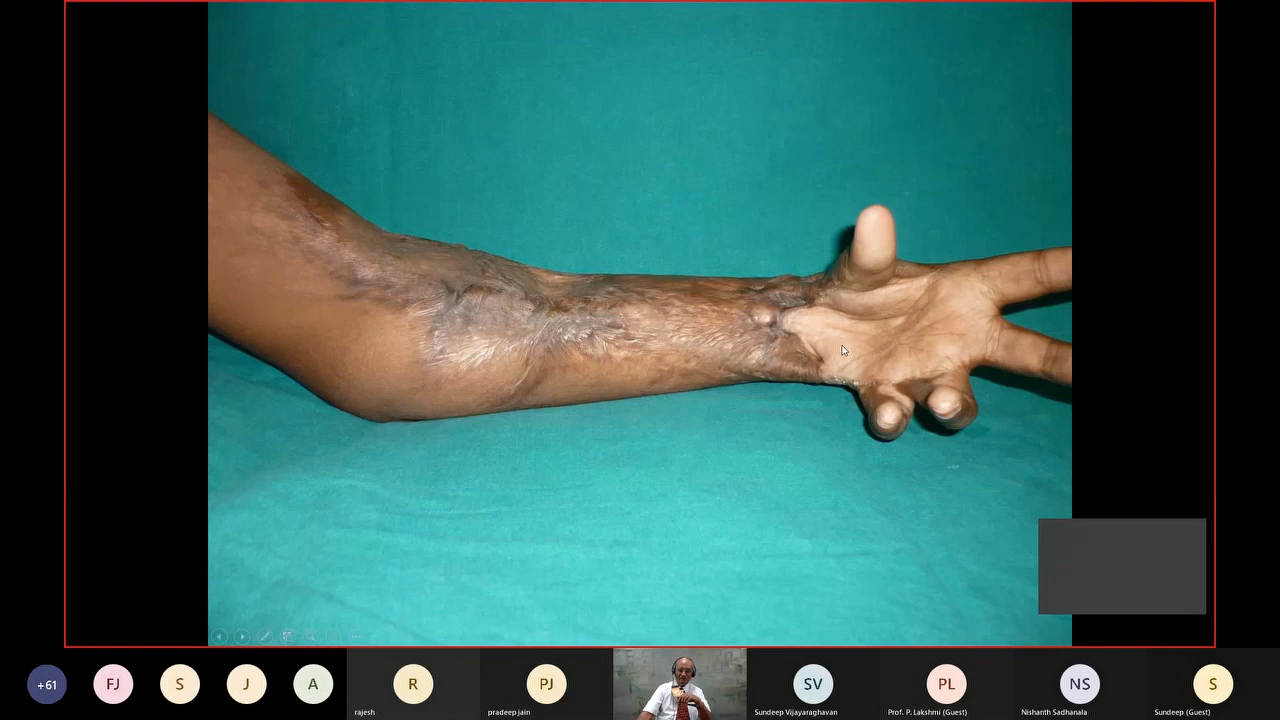 +61
FJ
S
J
A
R
rajesh
PJ
pradeep jain
SV
Sundeep Vijayaraghavan
PL
Prof. P. Lakshmi (Guest)
NS
Nishanth Sadhanala
S
Sundeep (Guest)